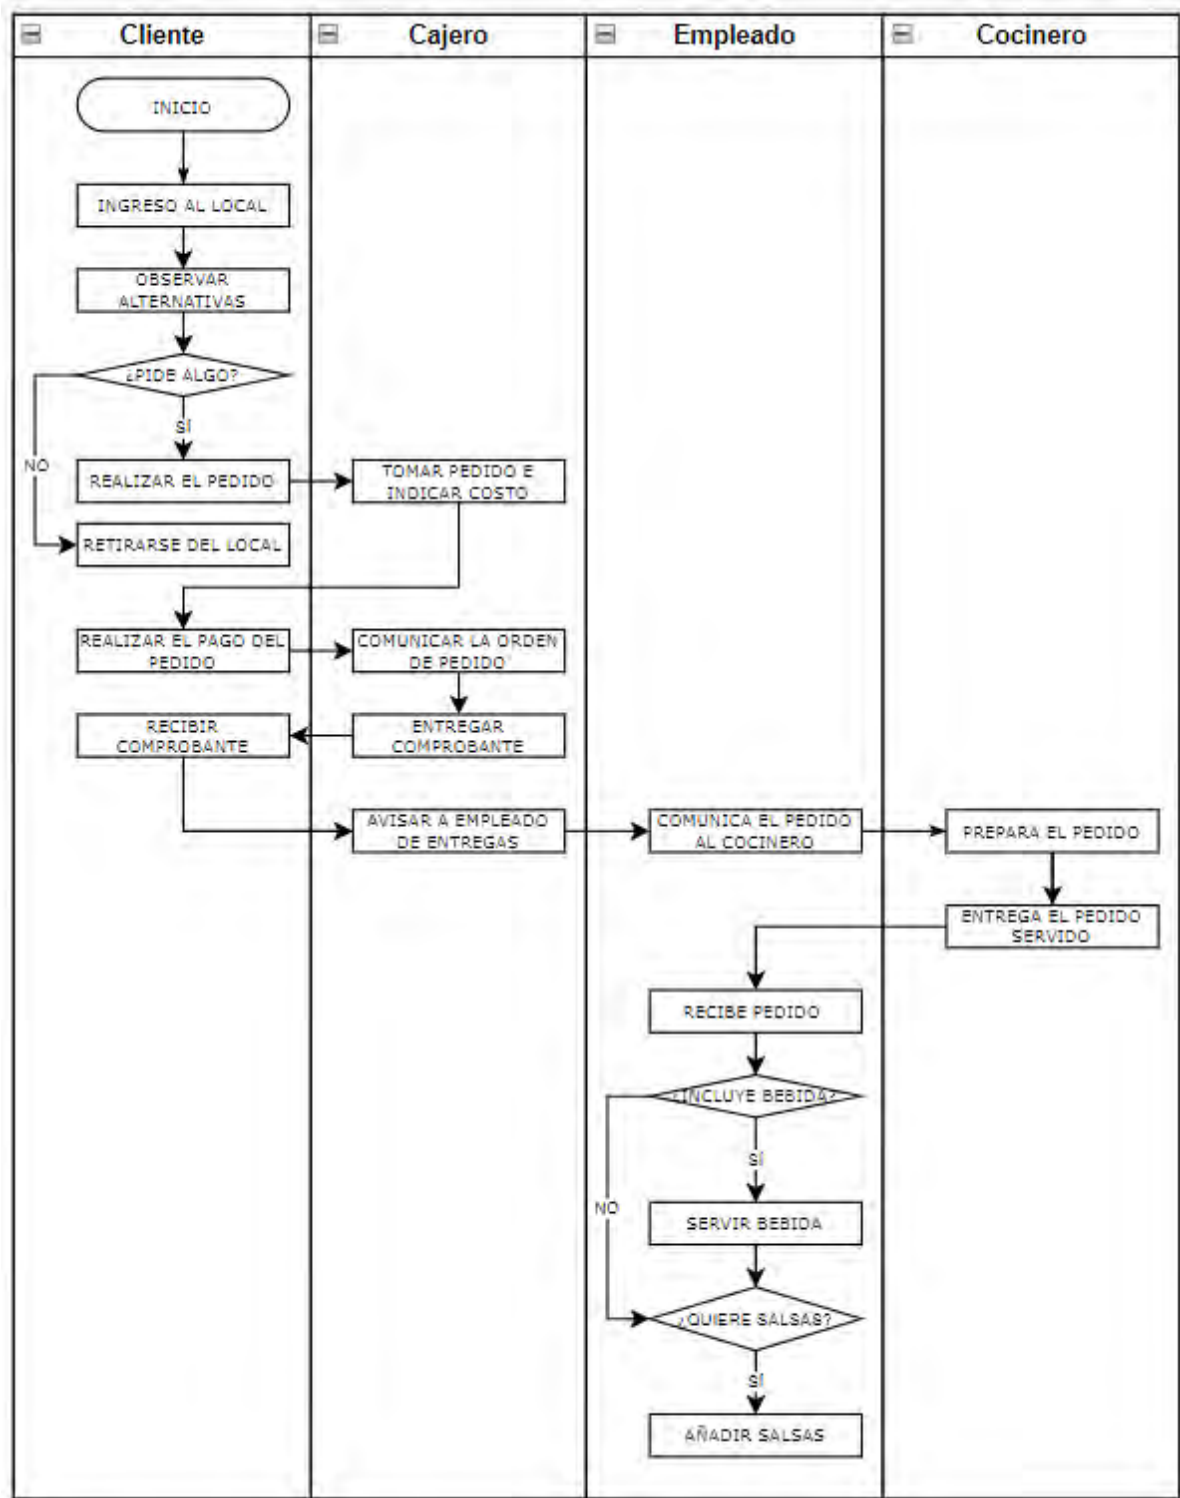 Cliente
Cajero
Empleado
Cocinero
INICIO
INGRESO AL LOCAL
OBSERVAR
ALTERNATIVAS
¿PIDE ALGO?
SÍ
NO
REALIZAR EL PEDIDO
TOMAR PEDIDO E
INDICAR COSTO
RETIRARSE DEL LOCAL
REALIZAR EL PAGO DEL
PEDIDO
COMUNICAR LA ORDEN
DE PEDIDO
RECIBIR
COMPROBANTE
ENTREGAR
COMPROBANTE
AVISAR A EMPLEADO
DE ENTREGAS
COMUNICA EL PEDIDO
AL COCINERO
PREPARA EL PEDIDO
ENTREGA EL PEDIDO
SERVIDO
RECIBE PEDIDO
¿INCLUYE BEBIDA?
SÍ
NO
SERVIR BEBIDA
¿QUIERE SALSAS?
SÍ
AÑADIR SALSAS